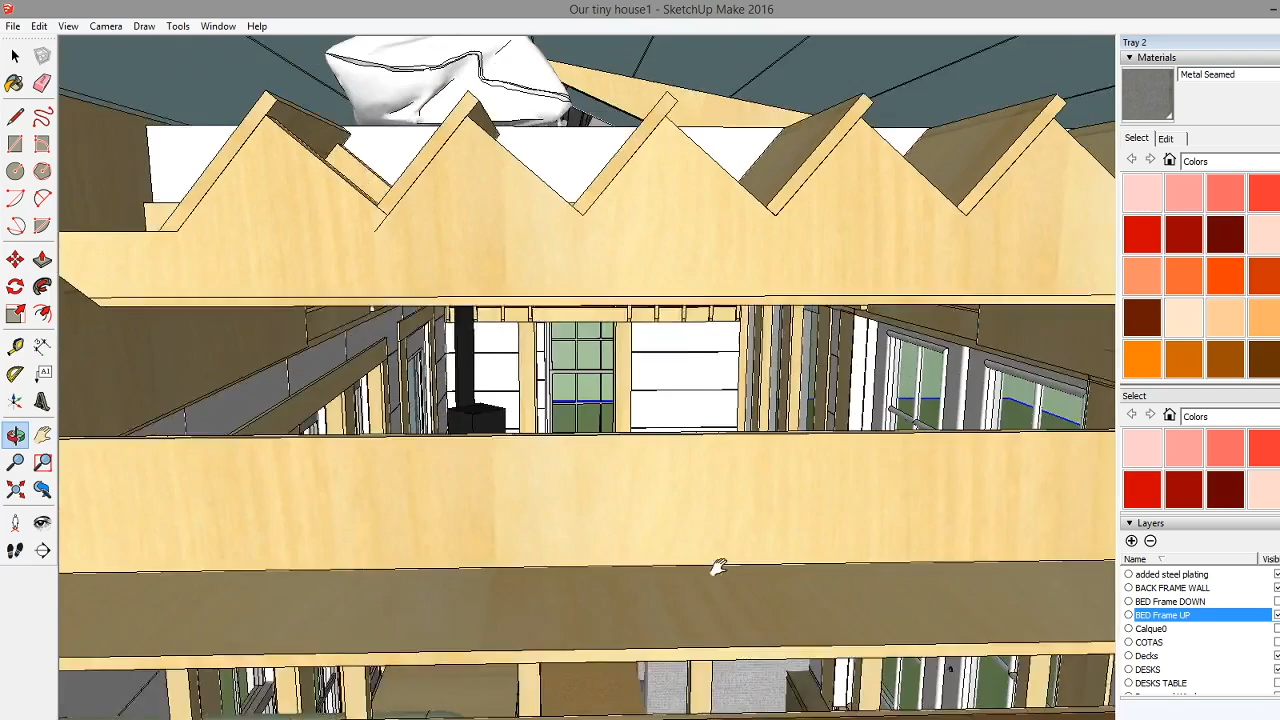 Our tiny house1 - SketchUp Make 2016
File Edit View Camera Draw Tools Window Help
Tray 2
Materials
Metal Seamed
Select Edit
Colors
A1
Select
Colors
Layers
Name
added steel plating
BACK FRAME WALL
BED Frame DOWN
BED Frame UP
Calque0
COTAS
Decks
DESKS
DESKS TABLE